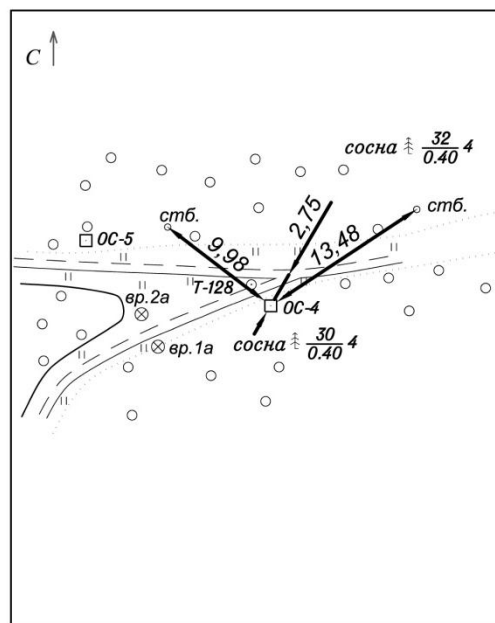 С
сосна 32/0.40 4
стб.
стб.
ОС-5
9,98
2,75
13,48
Т-128
вр.2а
ОС-4
вр.1а
сосна 30/0.40 4